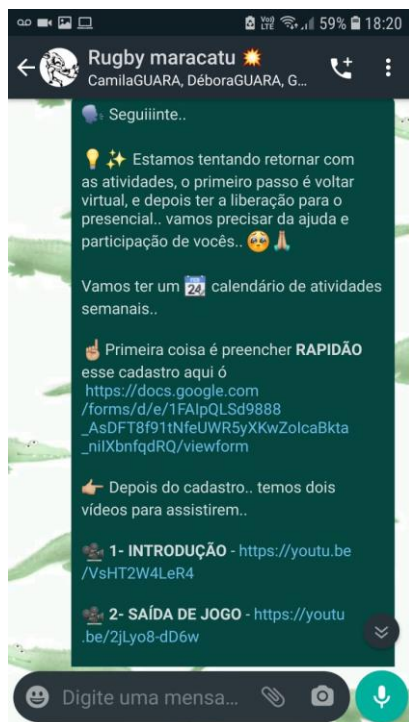 59% 18:20
Rugby maracatu
CamilaGUARA, DéboraGUARA, G...
Seguiiinte..
Estamos tentando retornar com
as atividades, o primeiro passo é voltar
virtual, e depois ter a liberação para o
presencial.. vamos precisar da ajuda e
participação de vocês..
Vamos ter um calendário de atividades
semanais..
Primeira coisa é preencher RAPIDÃO
esse cadastro aqui ó
https://docs.google.com
/forms/d/e/1FAIpQLSd9888
_AsDFT8f91tNfeUWR5yXKwZolcaBkta
_niIXbnfqdRQ/viewform
Depois do cadastro.. temos dois
vídeos para assistirem..
1- INTRODUÇÃO - https://youtu.be
/VsHT2W4LeR4
2- SAÍDA DE JOGO - https://youtu
.be/2jLyo8-dD6w
Digite uma mensa...